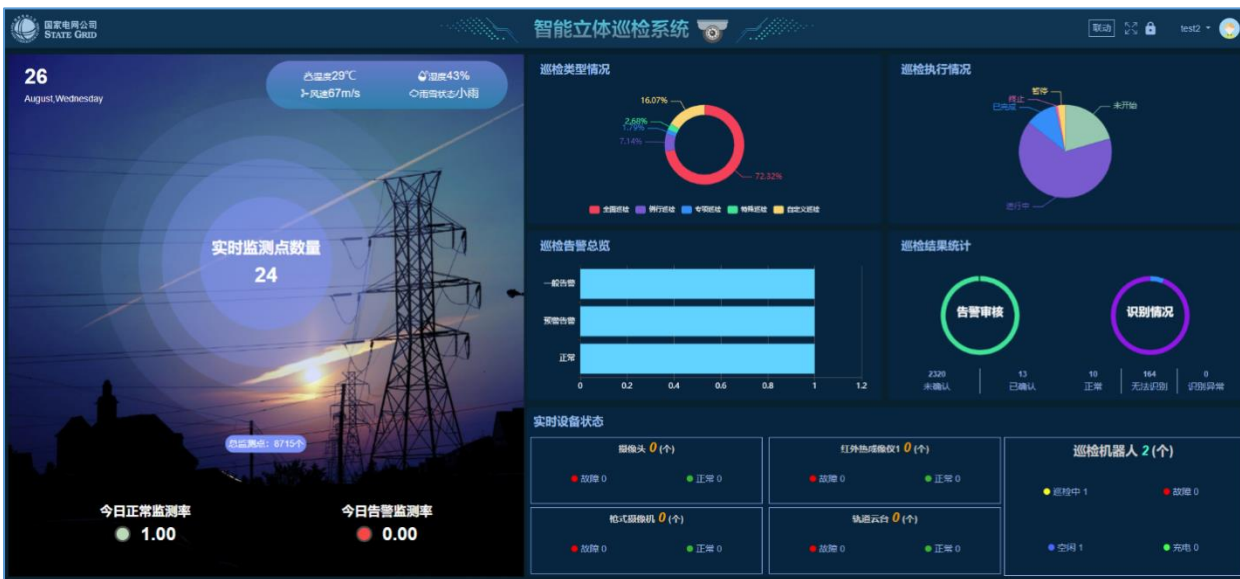 国家电网公司
STATE GRID
智能立体巡检系统
联动
test2
26
August,Wednesday
温度29℃
湿度43%
风速67m/s
雨雪状态小雨
实时监测点数量
24
总监测点：8715个
今日正常监测率
1.00
今日告警监测率
0.00
巡检类型情况
16.07%
2.68%
1.79%
7.14%
72.32%
全面巡检 例行巡检 专项巡检 特殊巡检 自定义巡检
巡检执行情况
暂停
终止
已完成
未开始
进行中
巡检告警总览
一般告警
预警告警
正常
0 0.2 0.4 0.6 0.8 1 1.2
巡检结果统计
告警审核
识别情况
2320 13 10 164 0
未确认 已确认 正常 无法识别 识别异常
实时设备状态
摄像头 0 (个)
故障 0 正常 0
红外热成像仪1 0 (个)
故障 0 正常 0
枪式摄像机 0 (个)
故障 0 正常 0
轨道云台 0 (个)
故障 0 正常 0
巡检机器人 2 (个)
巡检中 1 故障 0
空闲 1 充电 0